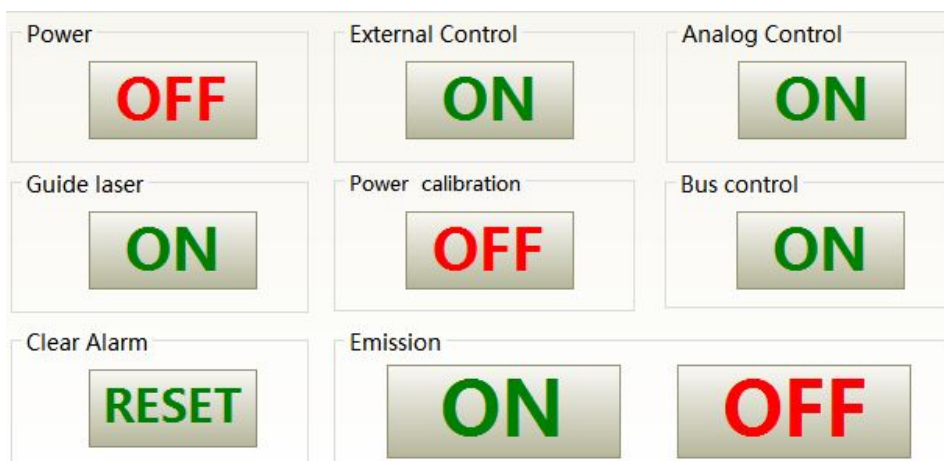 Power
External Control
Analog Control
OFF
ON
ON
Guide laser
Power calibration
Bus control
ON
OFF
ON
Clear Alarm
Emission
RESET
ON
OFF